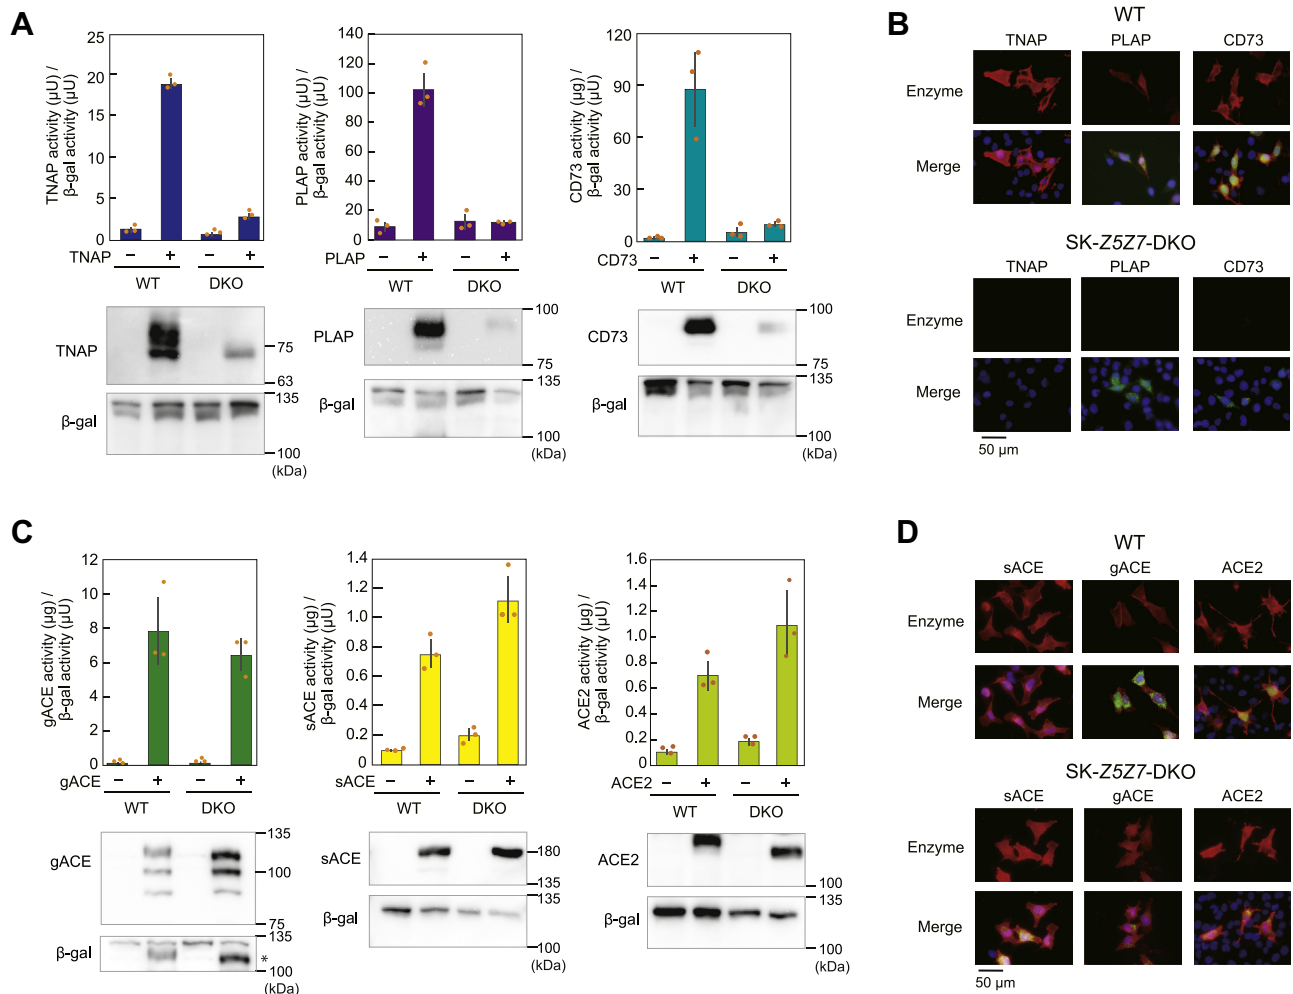 A
TNAP activity (µU) /
β-gal activity (µU)
25
20
15
10
5
0
TNAP – + – +
WT DKO
TNAP
75
63
β-gal
135
100
(kDa)
PLAP activity (µU) /
β-gal activity (µU)
140
120
100
80
60
40
20
0
PLAP – + – +
WT DKO
PLAP
100
75
β-gal
135
100
(kDa)
CD73 activity (µg) /
β-gal activity (µU)
120
90
60
30
0
CD73 – + – +
WT DKO
CD73
100
75
β-gal
135
100
(kDa)
B
WT
TNAP PLAP CD73
Enzyme
Merge
SK-Z5Z7-DKO
TNAP PLAP CD73
Enzyme
Merge
50 µm
C
gACE activity (µg) /
β-gal activity (µU)
12
10
8
6
4
2
0
gACE – + – +
WT DKO
gACE
135
100
75
β-gal
135
*
100
(kDa)
sACE activity (µg) /
β-gal activity (µU)
1.4
1.2
1.0
0.8
0.6
0.4
0.2
0
sACE – + – +
WT DKO
sACE
180
135
β-gal
135
100
(kDa)
ACE2 activity (µg) /
β-gal activity (µU)
1.6
1.4
1.2
1.0
0.8
0.6
0.4
0.2
0
ACE2 – + – +
WT DKO
ACE2
100
β-gal
135
100
(kDa)
D
WT
sACE gACE ACE2
Enzyme
Merge
SK-Z5Z7-DKO
sACE gACE ACE2
Enzyme
Merge
50 µm